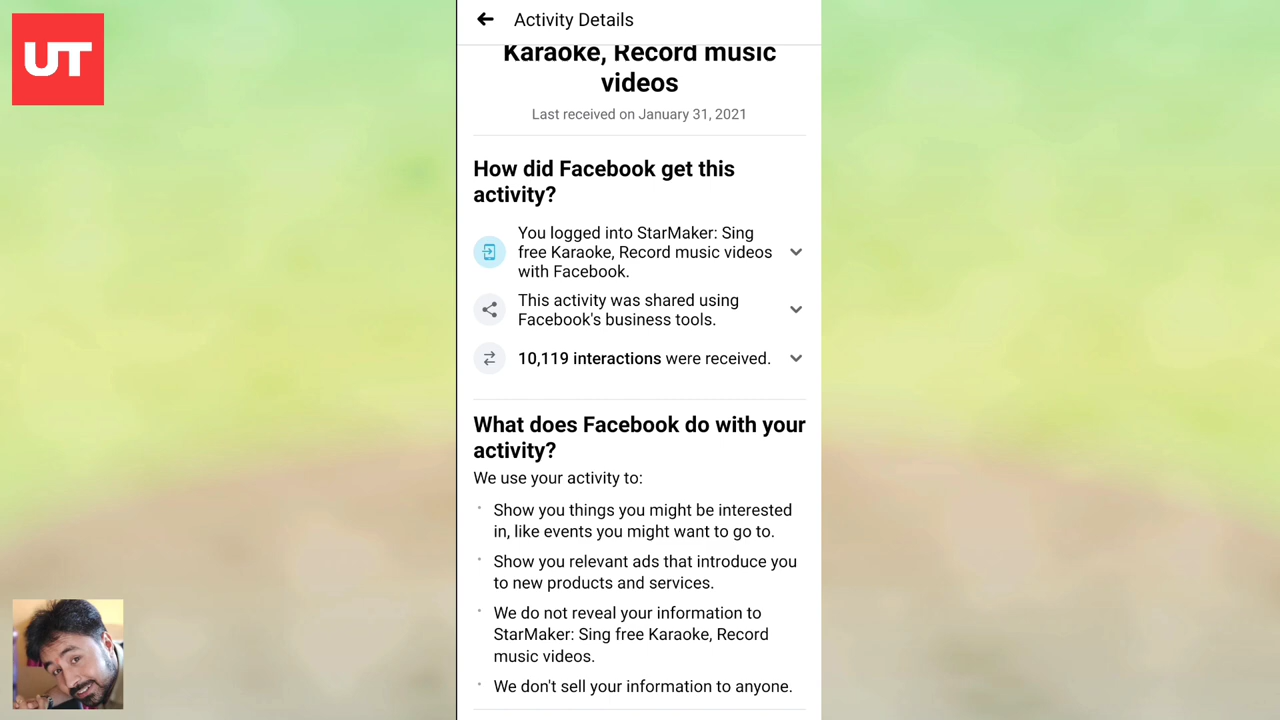 UT
Activity Details
Karaoke, Record music
videos
Last received on January 31, 2021
How did Facebook get this
activity?
You logged into StarMaker: Sing
free Karaoke, Record music videos
with Facebook.
This activity was shared using
Facebook's business tools.
10,119 interactions were received.
What does Facebook do with your
activity?
We use your activity to:
Show you things you might be interested
in, like events you might want to go to.
Show you relevant ads that introduce you
to new products and services.
We do not reveal your information to
StarMaker: Sing free Karaoke, Record
music videos.
We don't sell your information to anyone.